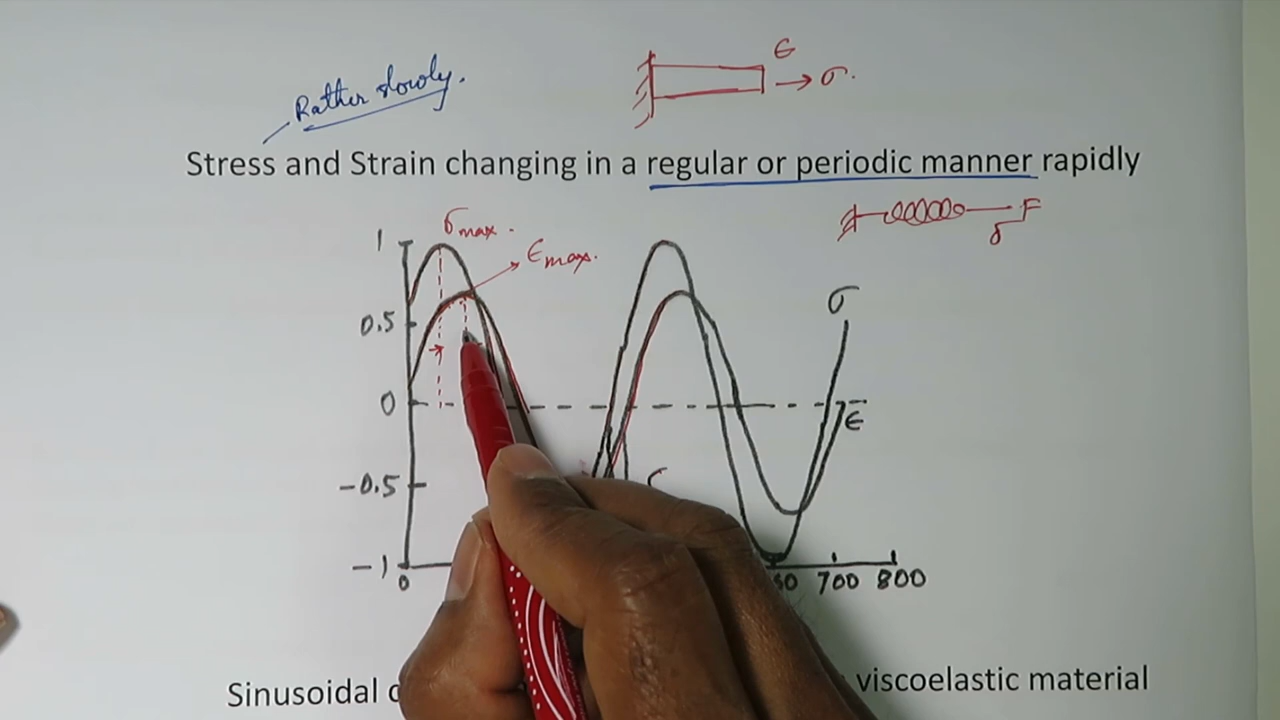 Rather slowly.
ϵ
σ.
Stress and Strain changing in a regular or periodic manner rapidly
F
δ
1
σmax.
ϵmax.
0.5
σ
0
ϵ
-0.5
-1
0
700 800
Sinusoidal
viscoelastic material